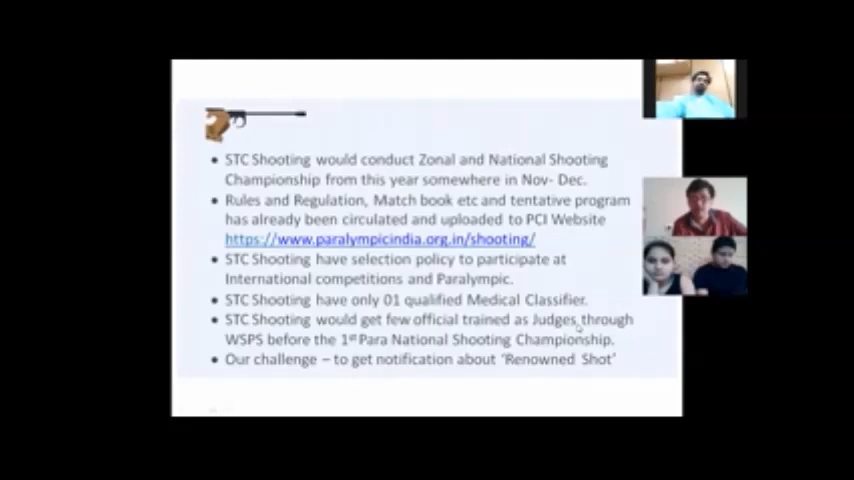 • STC Shooting would conduct Zonal and National Shooting
Championship from this year somewhere in Nov- Dec.
• Rules and Regulation, Match book etc and tentative program
has already been circulated and uploaded to PCI Website
https://www.paralympicindia.org.in/shooting/
• STC Shooting have selection policy to participate at
International competitions and Paralympic.
• STC Shooting have only 01 qualified Medical Classifier.
• STC Shooting would get few official trained as Judges through
WSPS before the 1st Para National Shooting Championship.
• Our challenge – to get notification about ‘Renowned Shot’